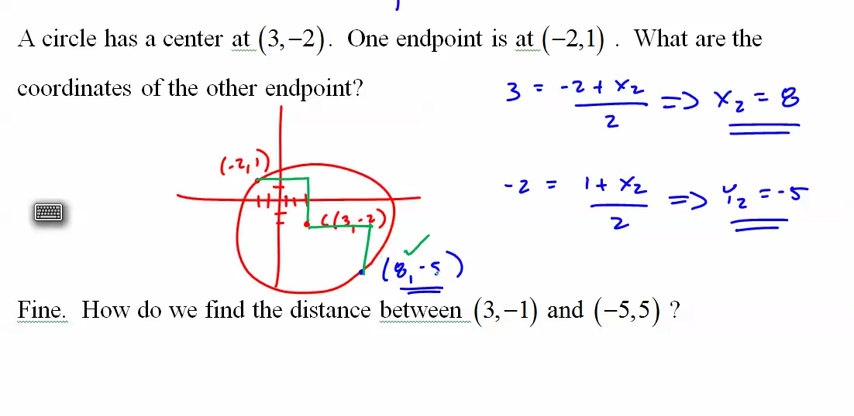 A circle has a center at (3,−2). One endpoint is at (−2,1) . What are the
coordinates of the other endpoint?
3 = -2 + x₂ / 2 => x₂ = 8
(-2,1)
-2 = 1 + x₂ / 2 => Y₂ = -5
C(3,-2)
(8,-5)
Fine. How do we find the distance between (3,−1) and (−5,5) ?